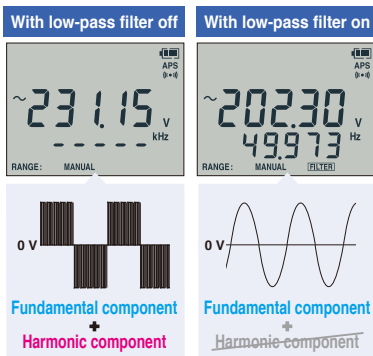 With low-pass filter off
APS
~231.15 V
----- kHz
RANGE: MANUAL
0 V
Fundamental component
+
Harmonic component
With low-pass filter on
APS
~202.30 V
49.973 Hz
RANGE: MANUAL FILTER
0 V
Fundamental component
+
Harmonic component